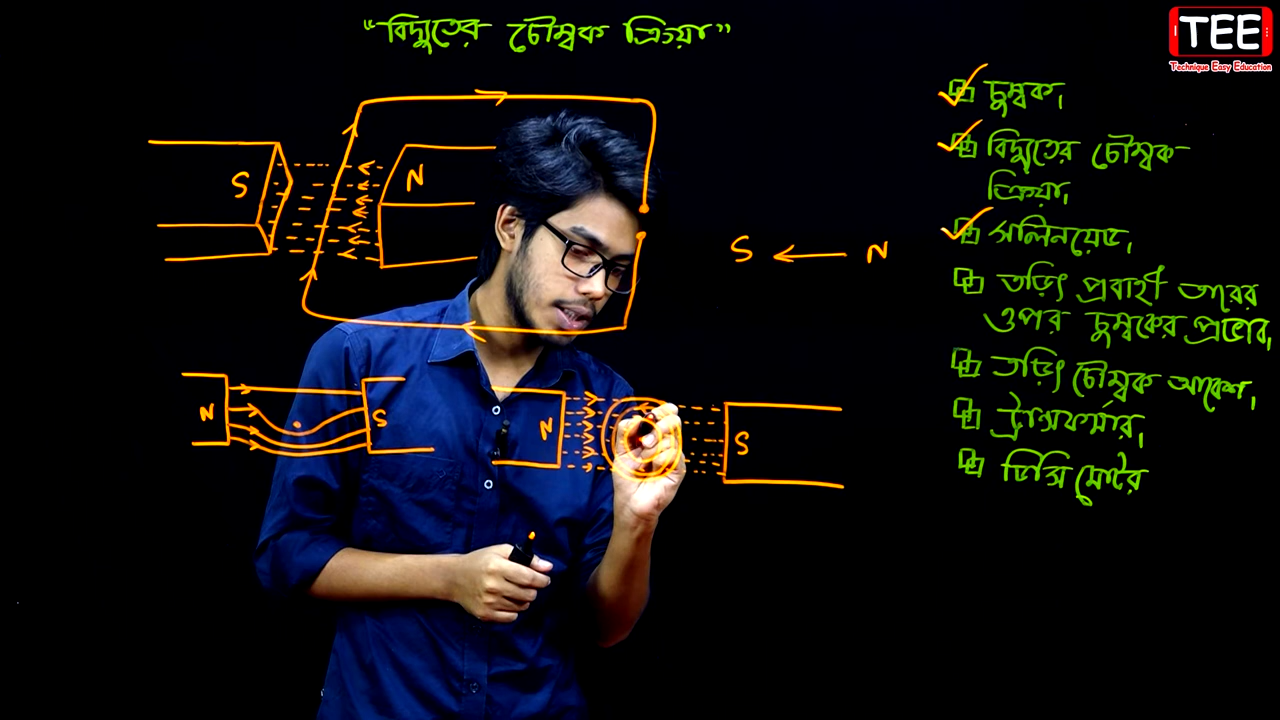 “বিদ্যুতের চৌম্বক ক্রিয়া”
TEE
Technique Easy Education
চুম্বক।
বিদ্যুতের চৌম্বক
ক্রিয়া।
সলিনয়েড।
তড়িৎ প্রবাহী তারের
ওপর চুম্বকের প্রভাব।
তড়িৎ চৌম্বক আবেশ।
ট্রান্সফর্মার।
ডিসি মোটর
S N
S ← N
N S N S